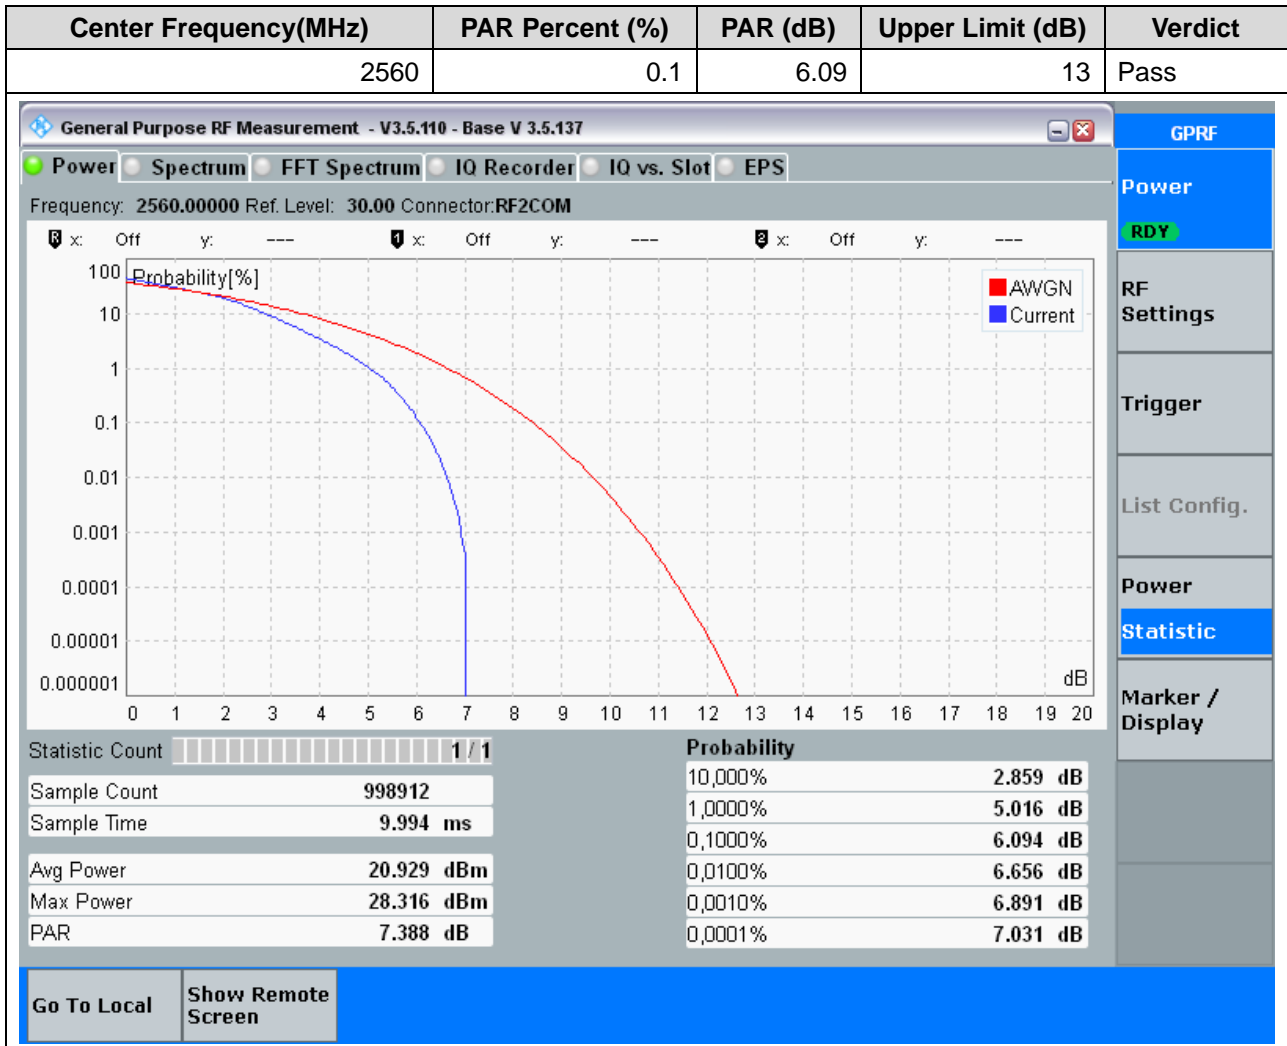 Center Frequency(MHz) PAR Percent (%) PAR (dB) Upper Limit (dB) Verdict
2560 0.1 6.09 13 Pass
General Purpose RF Measurement - V3.5.110 - Base V 3.5.137
GPRF
Power Spectrum FFT Spectrum IQ Recorder IQ vs. Slot EPS
Power
RDY
Frequency: 2560.00000 Ref. Level: 30.00 Connector:RF2COM
R x: Off y: --- 1 x: Off y: --- 2 x: Off y: ---
Probability[%]
AWGN
Current
100
10
1
0.1
0.01
0.001
0.0001
0.00001
0.000001
dB
0 1 2 3 4 5 6 7 8 9 10 11 12 13 14 15 16 17 18 19 20
RF
Settings
Trigger
List Config.
Power
Statistic
Marker /
Display
Statistic Count 1 / 1
Sample Count 998912
Sample Time 9.994 ms
Avg Power 20.929 dBm
Max Power 28.316 dBm
PAR 7.388 dB
Probability
10,000% 2.859 dB
1,0000% 5.016 dB
0,1000% 6.094 dB
0,0100% 6.656 dB
0,0010% 6.891 dB
0,0001% 7.031 dB
Go To Local
Show Remote
Screen